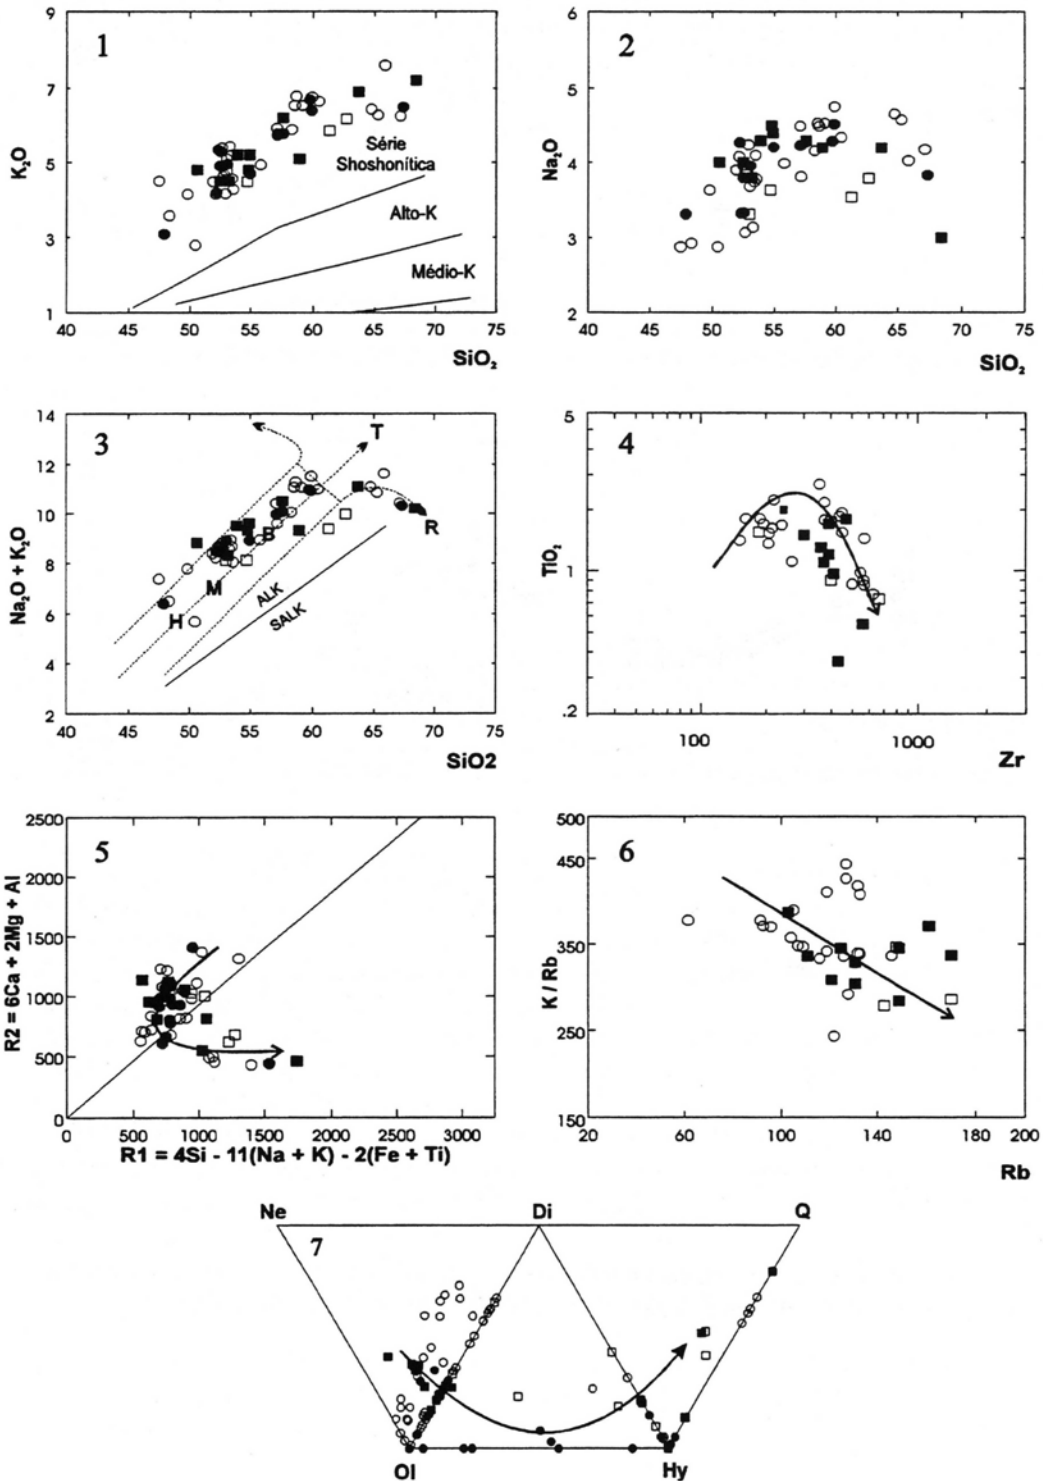 1
K₂O
9
7
5
3
1
Série
Shoshonítica
Alto-K
Médio-K
40 45 50 55 60 65 70 75
SiO₂
2
Na₂O
6
5
4
3
2
40 45 50 55 60 65 70 75
SiO₂
3
Na₂O + K₂O
14
12
10
8
6
4
2
T
R
B
M
H
ALK
SALK
40 45 50 55 60 65 70 75
SiO2
4
TiO₂
5
1
.2
100 1000
Zr
5
R2 = 6Ca + 2Mg + Al
2500
2000
1500
1000
500
0
0 500 1000 1500 2000 2500 3000
R1 = 4Si - 11(Na + K) - 2(Fe + Ti)
6
K / Rb
500
450
350
250
150
20 60 100 140 180 200
Rb
Ne Di Q
7
Ol Hy